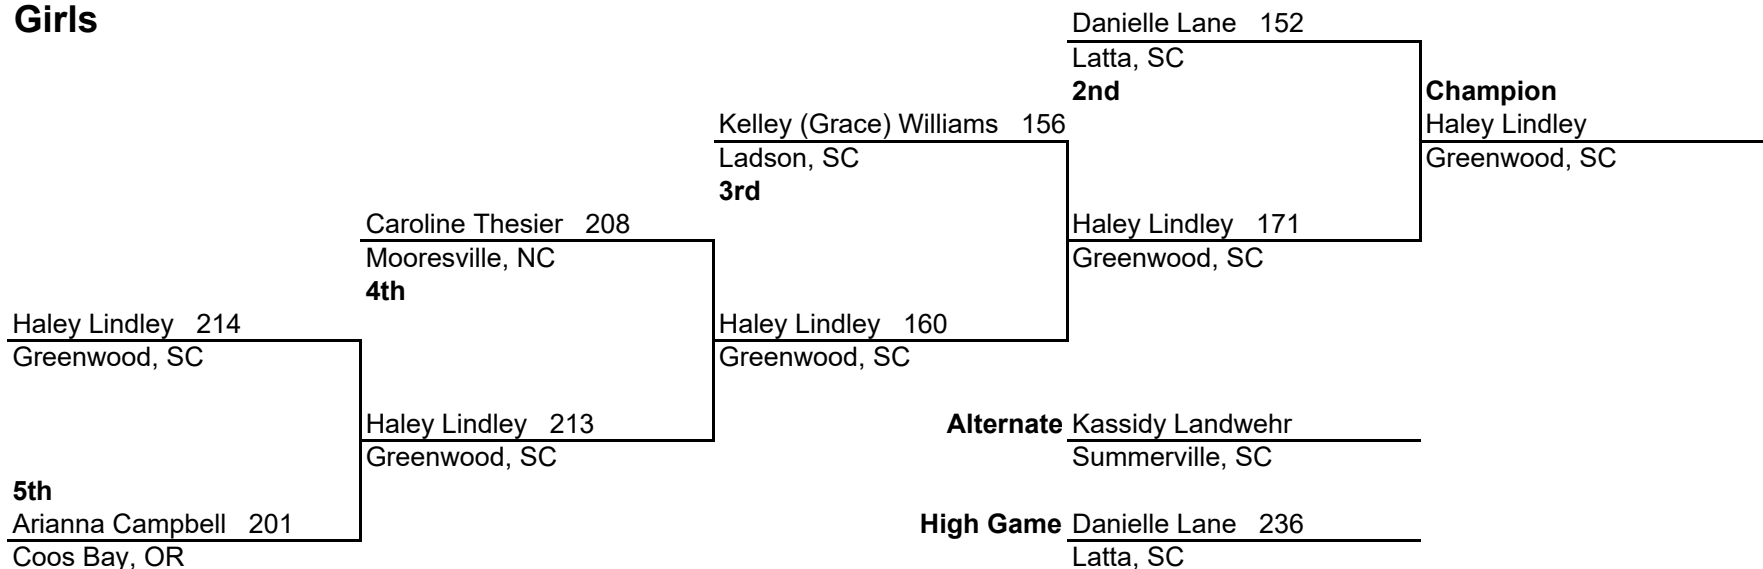 Girls
Danielle Lane 152
Latta, SC
2nd
Champion
Kelley (Grace) Williams 156
Haley Lindley
Ladson, SC
Greenwood, SC
3rd
Caroline Thesier 208
Haley Lindley 171
Mooresville, NC
Greenwood, SC
4th
Haley Lindley 214
Haley Lindley 160
Greenwood, SC
Greenwood, SC
Haley Lindley 213
Alternate Kassidy Landwehr
Greenwood, SC
Summerville, SC
5th
Arianna Campbell 201
High Game Danielle Lane 236
Coos Bay, OR
Latta, SC